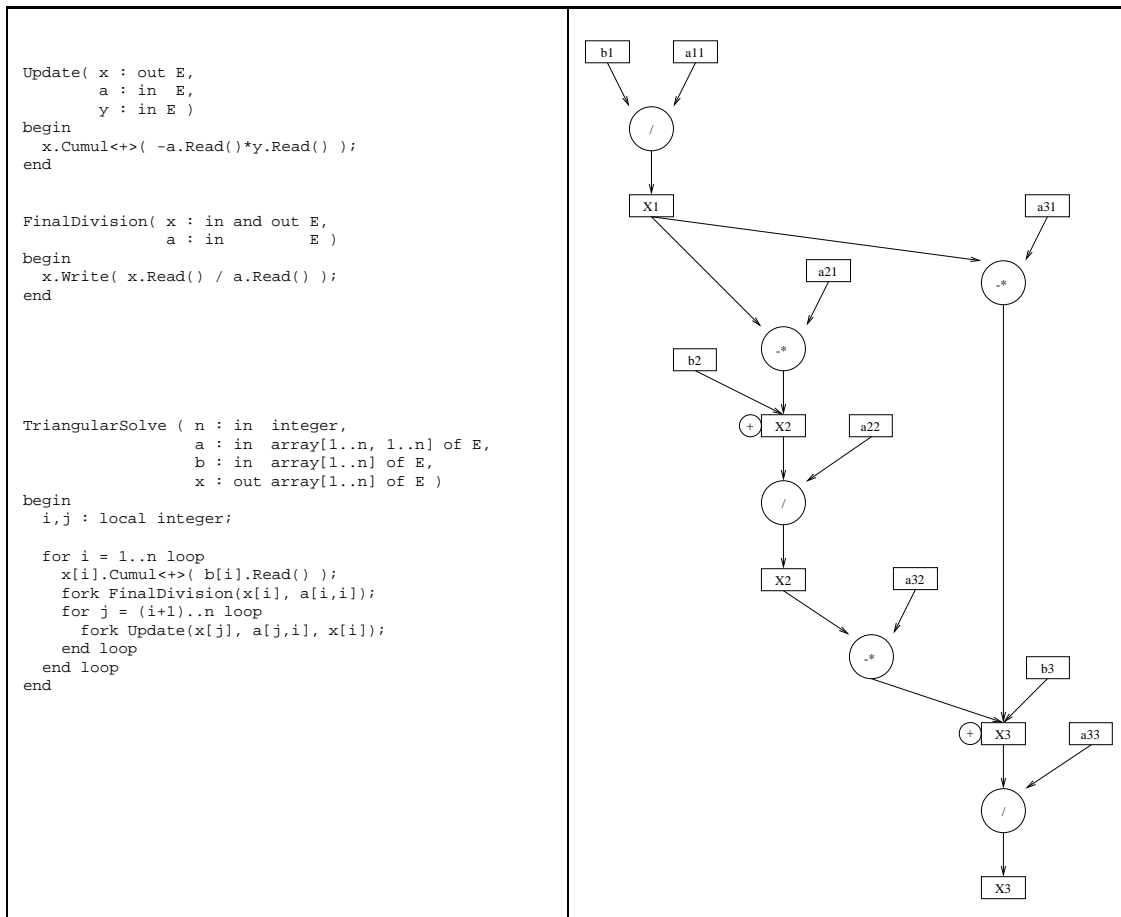 Update( x : out E,
        a : in  E,
        y : in E )
begin
  x.Cumul<+>( -a.Read()*y.Read() );
end
FinalDivision( x : in and out E,
               a : in         E )
begin
  x.Write( x.Read() / a.Read() );
end
TriangularSolve ( n : in  integer,
                  a : in  array[1..n, 1..n] of E,
                  b : in  array[1..n] of E,
                  x : out array[1..n] of E )
begin
  i,j : local integer;
  for i = 1..n loop
    x[i].Cumul<+>( b[i].Read() );
    fork FinalDivision(x[i], a[i,i]);
    for j = (i+1)..n loop
      fork Update(x[j], a[j,i], x[i]);
    end loop
  end loop
end
b1 a11
/
X1 a31
-*
a21
-*
b2
+ X2 a22
/
X2 a32
-*
b3
+ X3 a33
/
X3